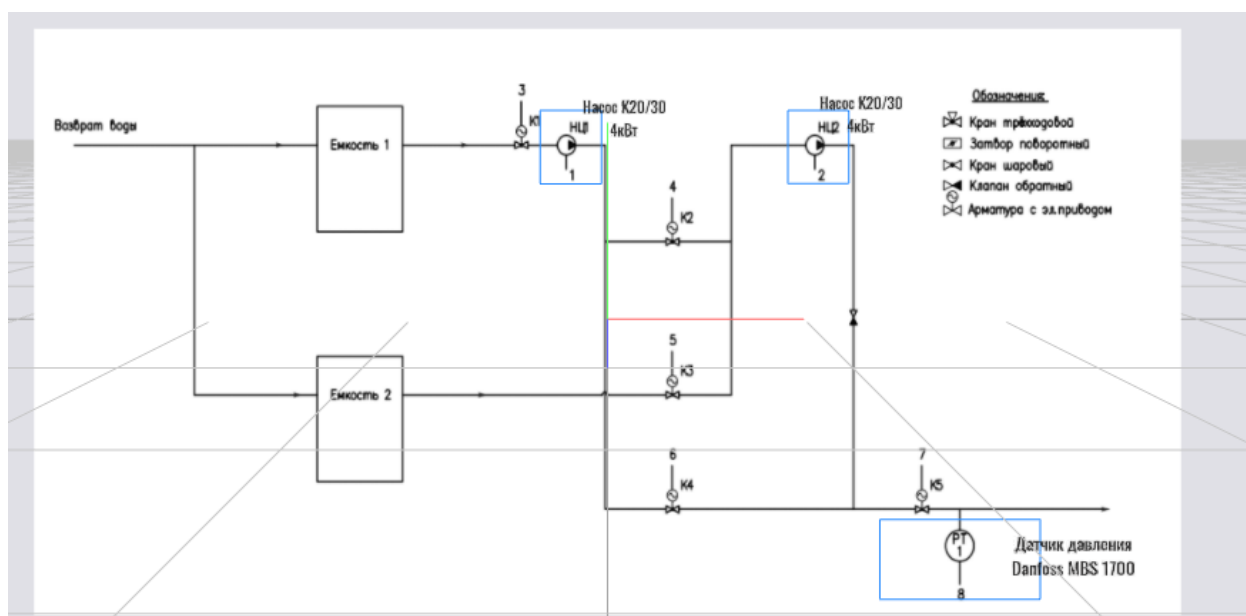 Возврат воды
Емкость 1
3
К1
НЦ1
Насос К20/30
4кВт
1
4
К2
Насос К20/30
НЦ2
4кВт
2
Обозначения:
Кран трёхходовой
Затвор поворотный
Кран шаровый
Клапан обратный
Арматура с эл.приводом
5
К3
Емкость 2
6
К4
7
К5
РТ
1
8
Датчик давления
Danfoss MBS 1700